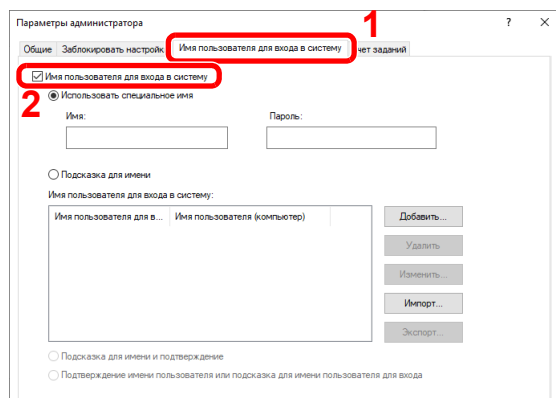 Параметры администратора ? ×
1
Общие Заблокировать настройк Имя пользователя для входа в систему чет заданий
Имя пользователя для входа в систему
2
Использовать специальное имя
Имя: Пароль:
Подсказка для имени
Имя пользователя для входа в систему:
Имя пользователя для в... Имя пользователя (компьютер) Добавить...
Удалить
Изменить...
Импорт...
Экспорт...
Подсказка для имени и подтверждение
Подтверждение имени пользователя или подсказка для имени пользователя для входа